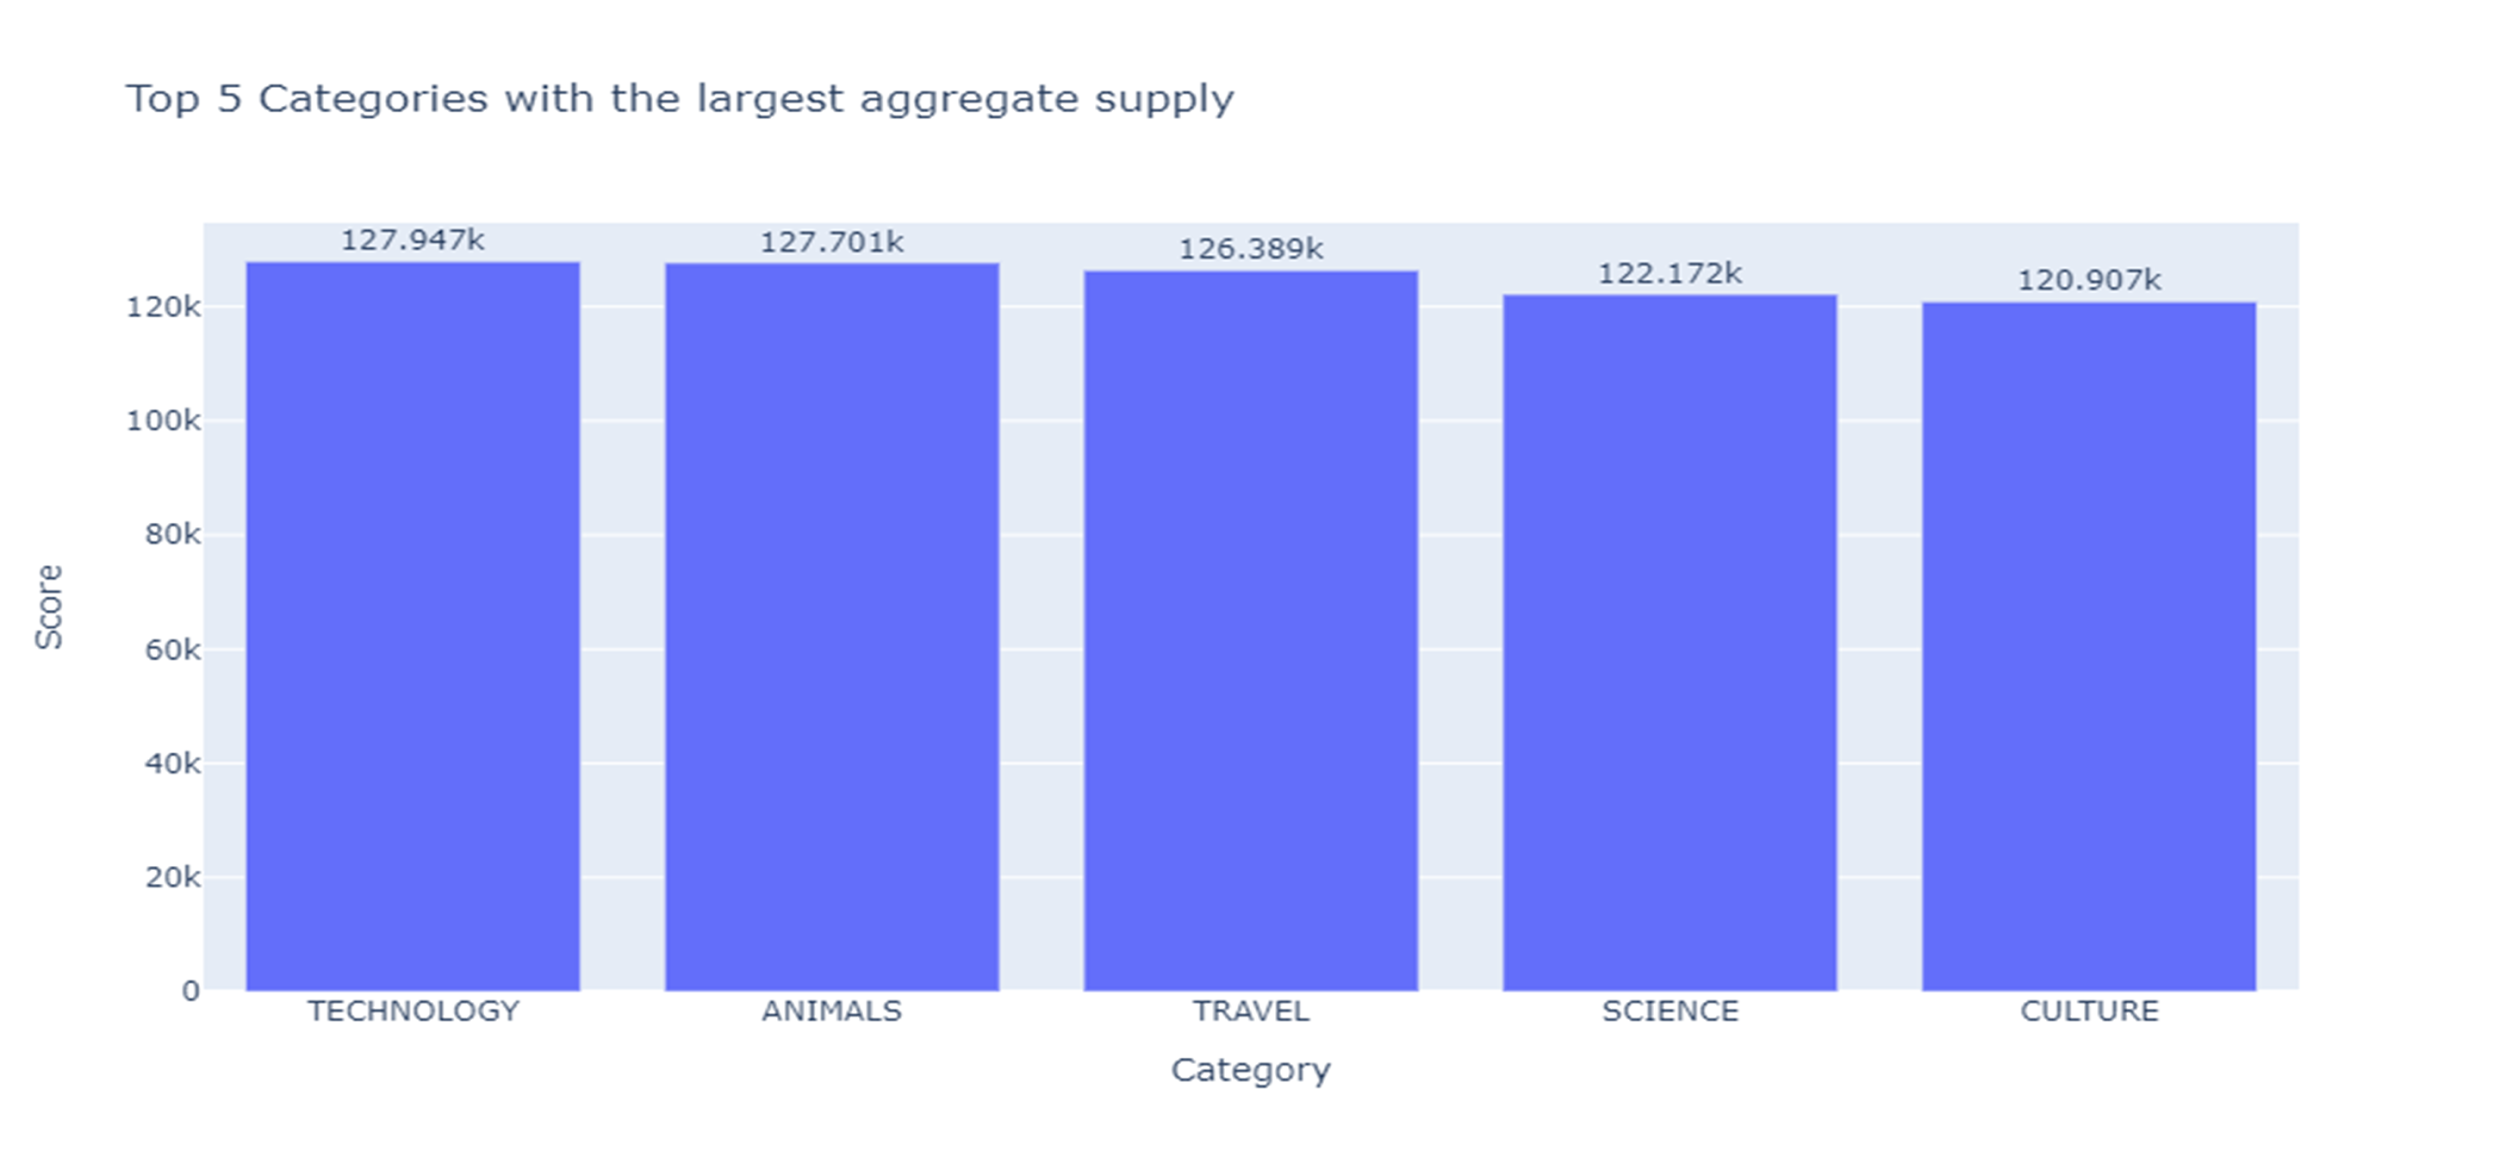 Top 5 Categories with the largest aggregate supply
127.947k
127.701k
126.389k
122.172k
120.907k
120k
100k
80k
60k
40k
20k
0
Score
TECHNOLOGY
ANIMALS
TRAVEL
SCIENCE
CULTURE
Category